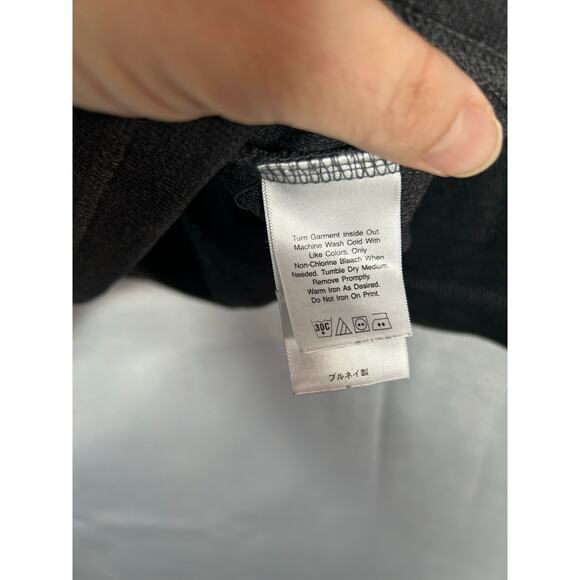 Turn Garment Inside Out.
Machine Wash Cold With
Like Colors. Only
Non-Chlorine Bleach When
Needed. Tumble Dry Medium.
Remove Promptly.
Warm Iron As Desired.
Do Not Iron On Print.
30C
ブルネイ製